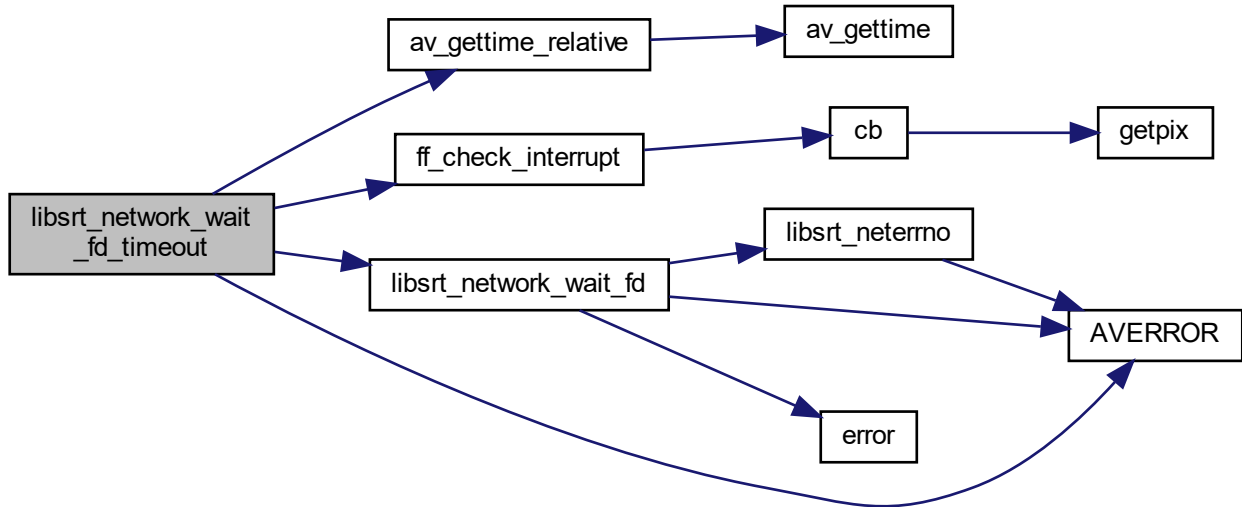 av_gettime_relative
av_gettime
ff_check_interrupt
cb
getpix
libsrt_network_wait
_fd_timeout
libsrt_network_wait_fd
libsrt_neterrno
AVERROR
error